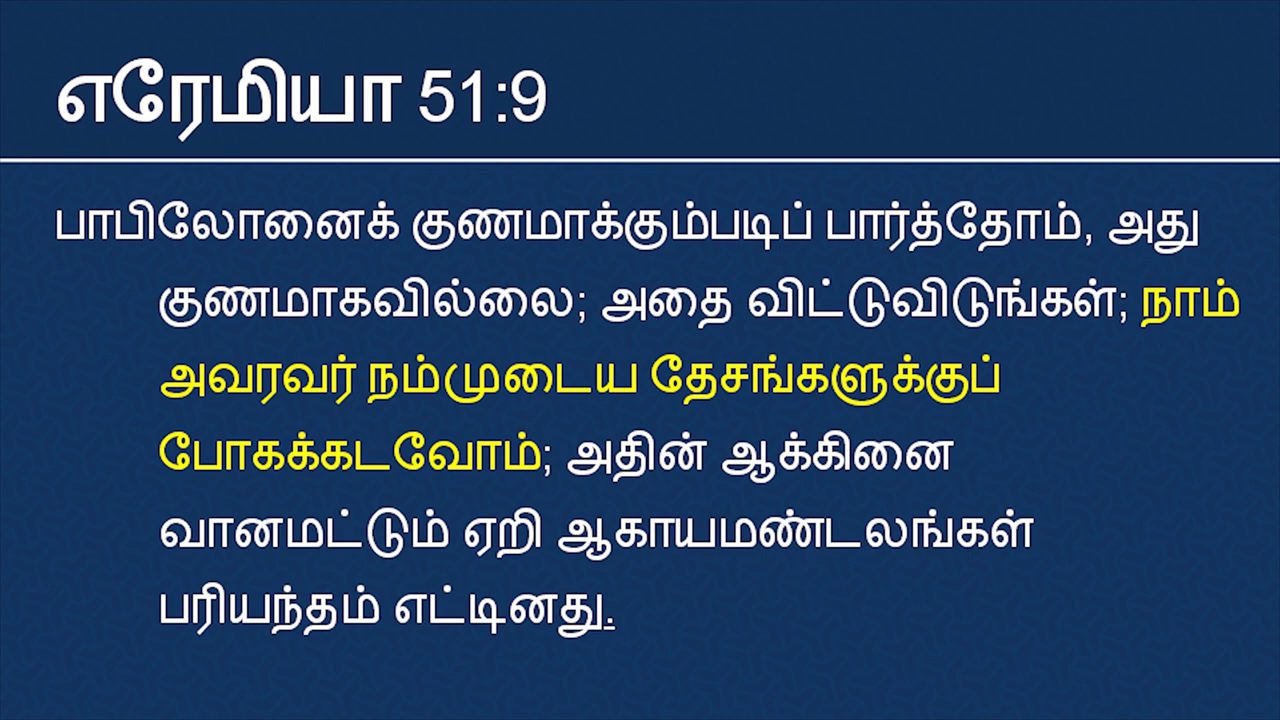 எரேமியா 51:9
பாபிலோனைக் குணமாக்கும்படிப் பார்த்தோம், அது
குணமாகவில்லை; அதை விட்டுவிடுங்கள்; நாம்
அவரவர் நம்முடைய தேசங்களுக்குப்
போகக்கடவோம்; அதின் ஆக்கினை
வானமட்டும் ஏறி ஆகாயமண்டலங்கள்
பரியந்தம் எட்டினது.